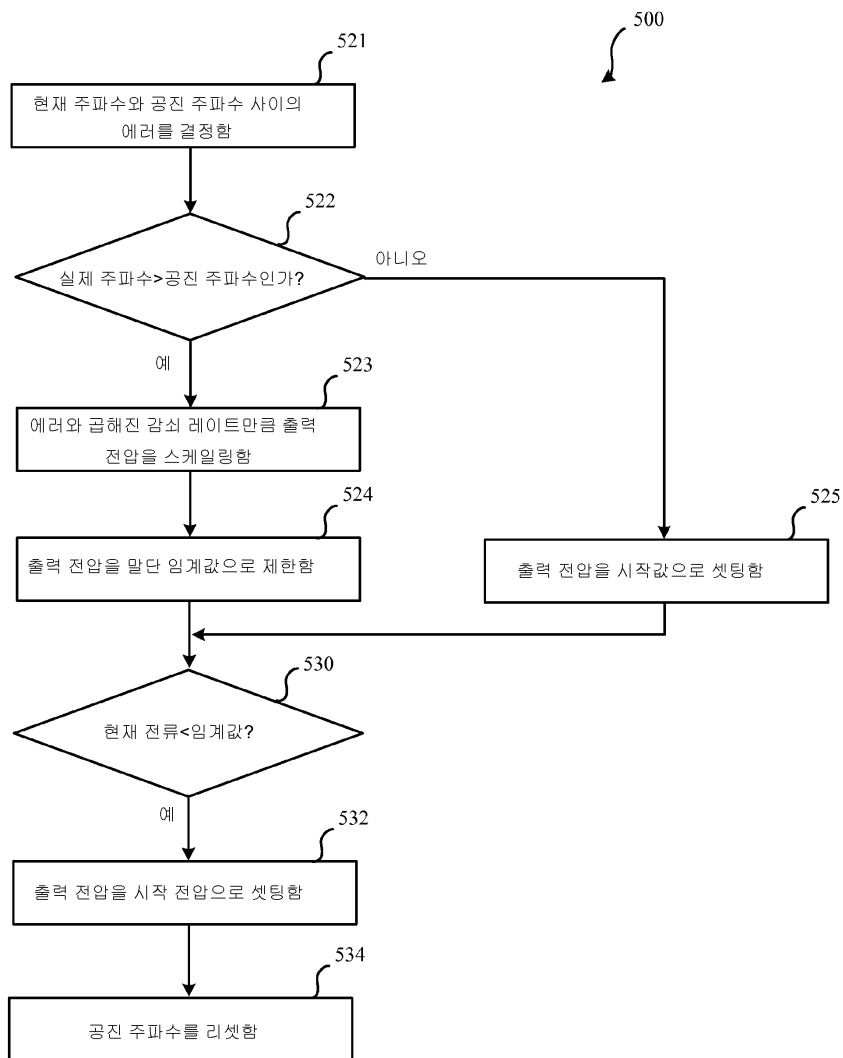 500
521
현재 주파수와 공진 주파수 사이의
에러를 결정함
522
실제 주파수>공진 주파수인가?
아니오
예
523
에러와 곱해진 감쇠 레이트만큼 출력
전압을 스케일링함
524
출력 전압을 말단 임계값으로 제한함
525
출력 전압을 시작값으로 셋팅함
530
현재 전류<임계값?
예
532
출력 전압을 시작 전압으로 셋팅함
534
공진 주파수를 리셋함